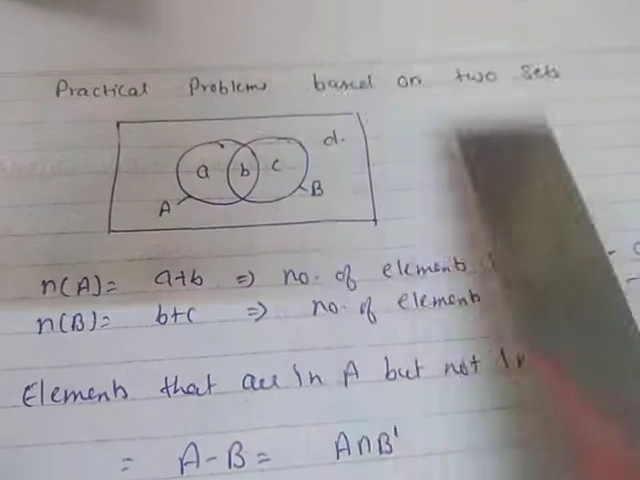 Practical Problems based on two sets
d.
a b c
A B
n(A)= a+b => no. of elements
n(B)= b+c => no. of elements
Elements that are in A but not in
= A-B= A∩B'